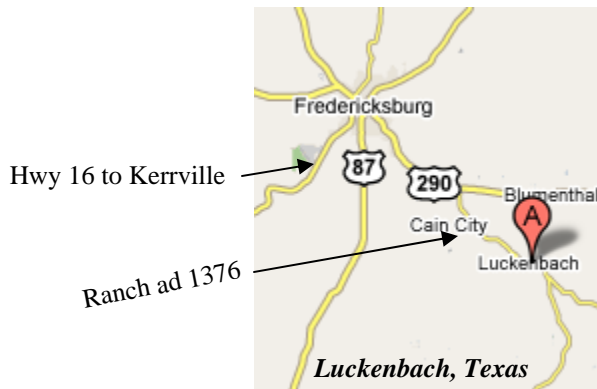 Fredericksburg
Hwy 16 to Kerrville
87
290
Blumenthal
A
Cain City
Luckenbach
Ranch ad 1376
Luckenbach, Texas